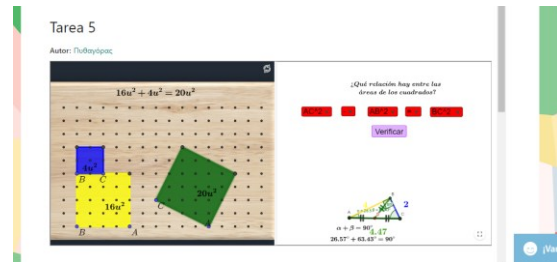 Tarea 5
Autor: Πυθαγόρας
16u² + 4u² = 20u²
4u²
B C
C
20u²
16u²
B A
¿Qué relación hay entre las
áreas de los cuadrados?
Verificar
2
4.47
α + β = 90°
26.57° + 63.43° = 90°